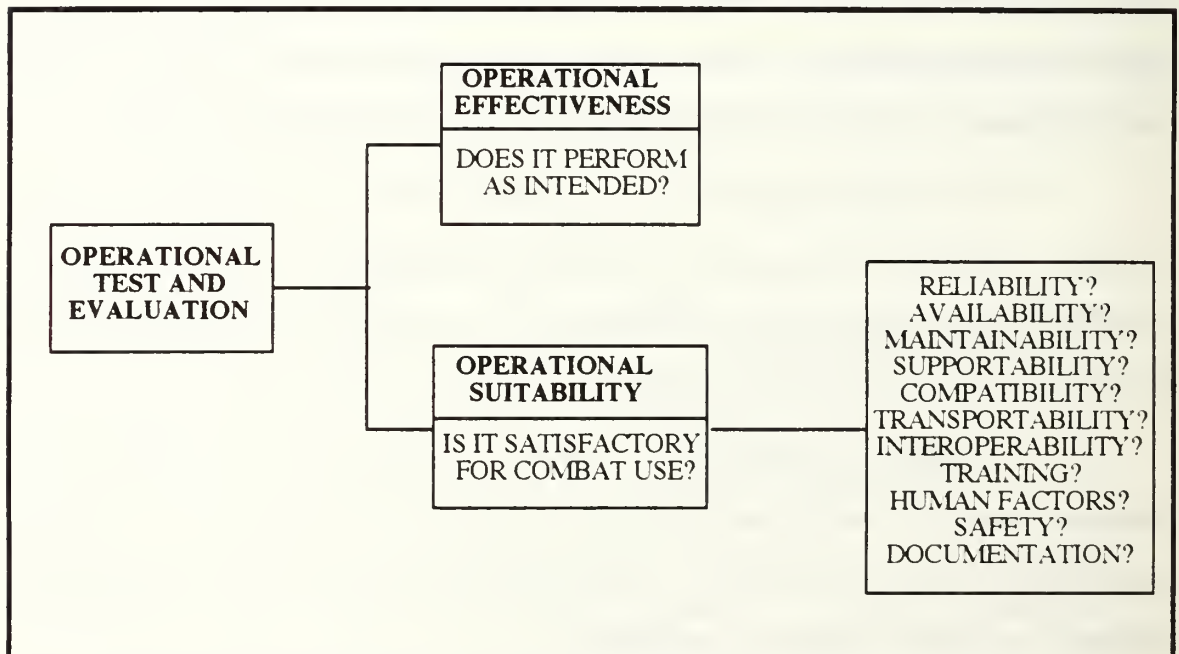 OPERATIONAL
EFFECTIVENESS
DOES IT PERFORM
AS INTENDED?
OPERATIONAL
TEST AND
EVALUATION
OPERATIONAL
SUITABILITY
IS IT SATISFACTORY
FOR COMBAT USE?
RELIABILITY?
AVAILABILITY?
MAINTAINABILITY?
SUPPORTABILITY?
COMPATIBILITY?
TRANSPORTABILITY?
INTEROPERABILITY?
TRAINING?
HUMAN FACTORS?
SAFETY?
DOCUMENTATION?